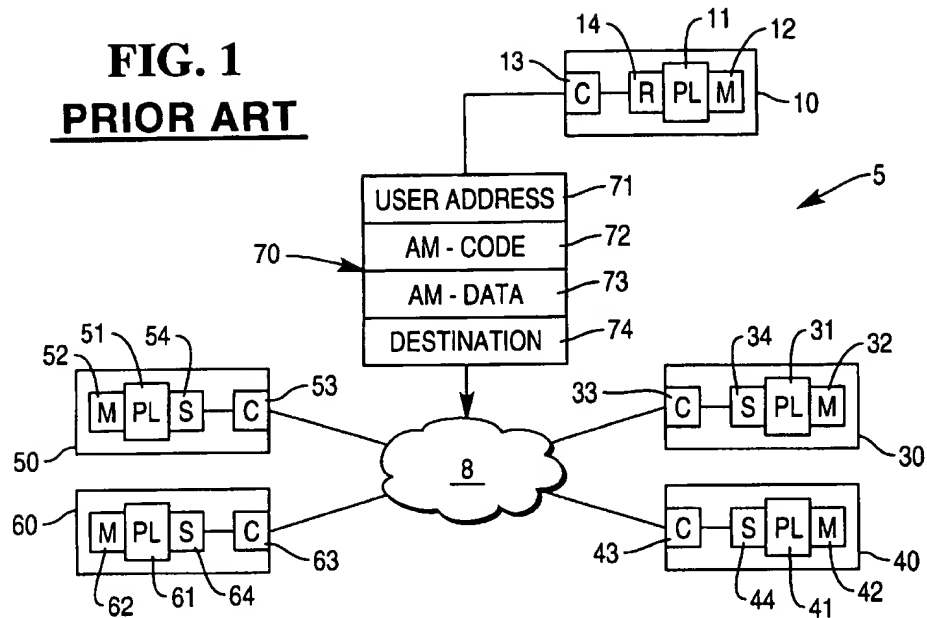 FIG. 1
PRIOR ART
14 11 12
13
C R PL M
10
5
USER ADDRESS 71
AM - CODE 72
70
AM - DATA 73
DESTINATION 74
52 51 54
53
M PL S C
50
34 31 32
33
C S PL M
30
8
60
M PL S C
62 61 64 63
C S PL M
43 44 41 42 40